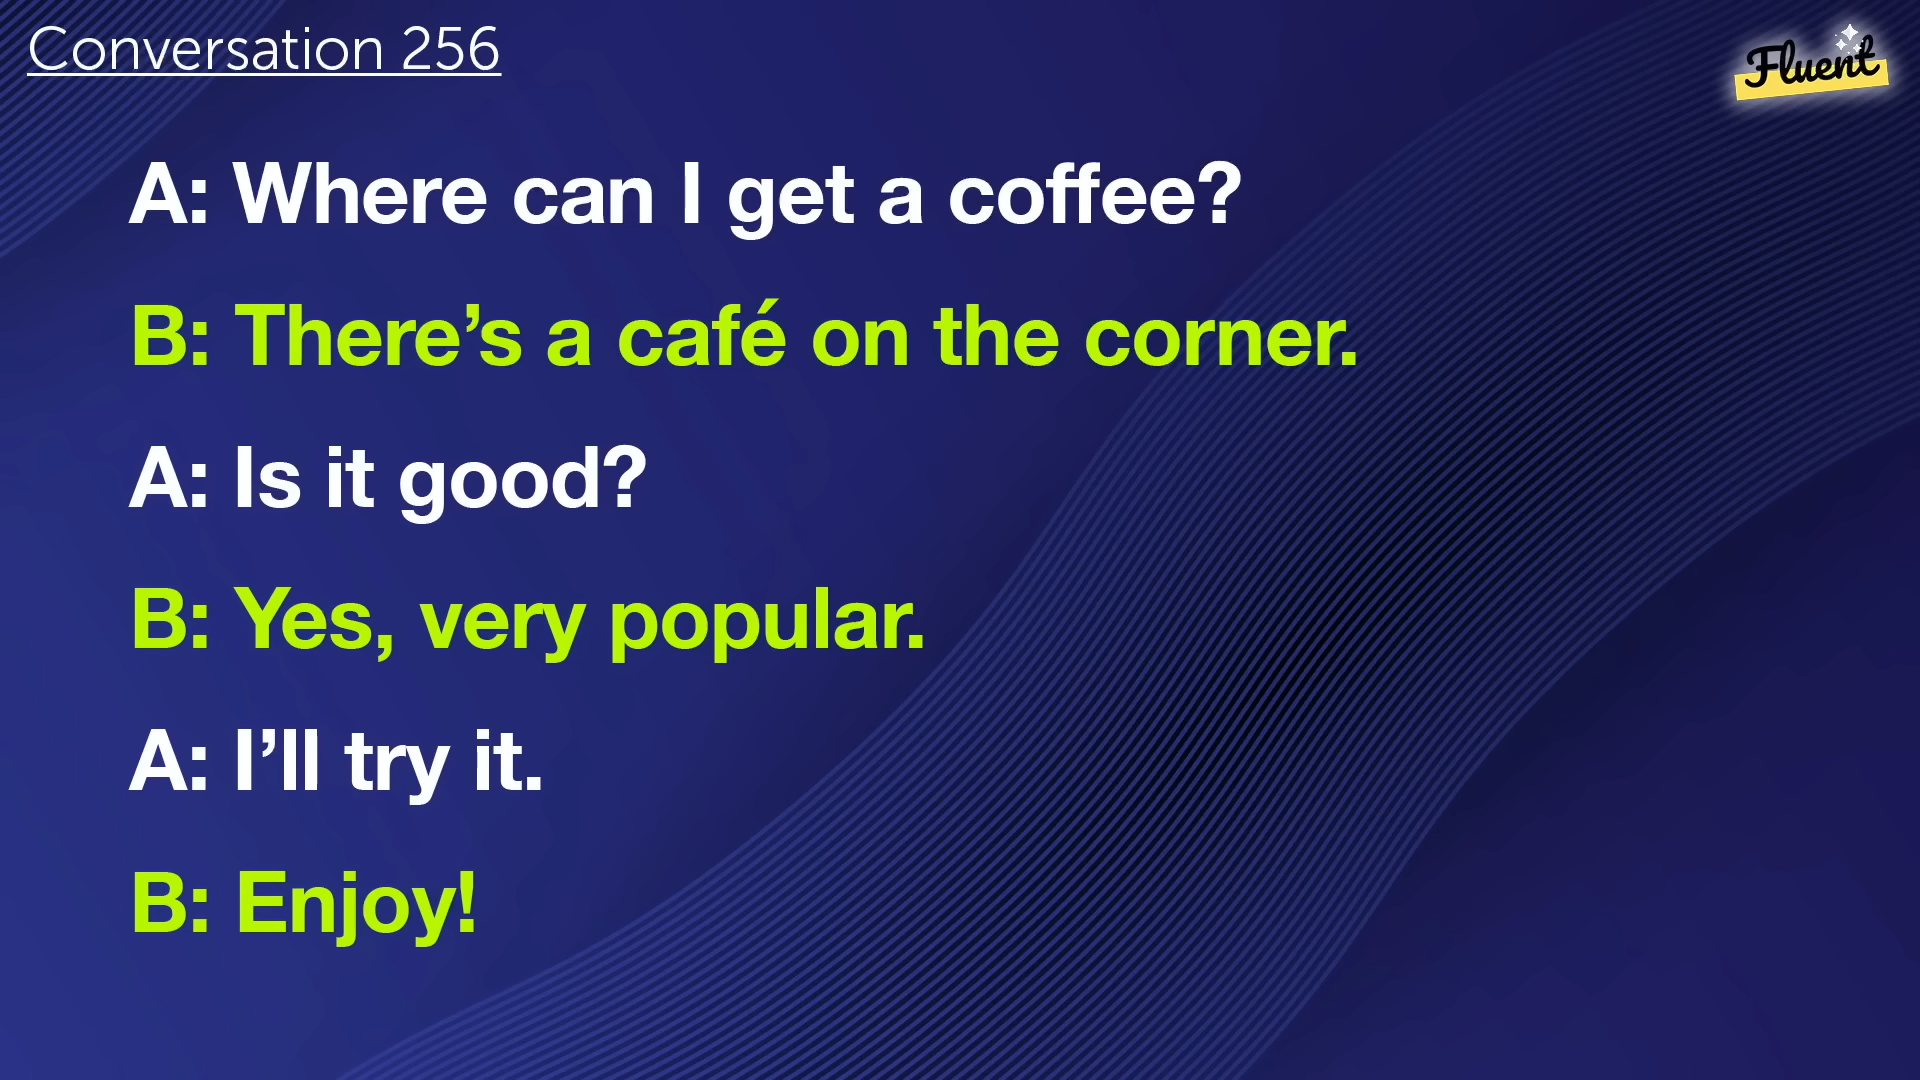 Conversation 256
Fluent
A: Where can I get a coffee?
B: There’s a café on the corner.
A: Is it good?
B: Yes, very popular.
A: I’ll try it.
B: Enjoy!